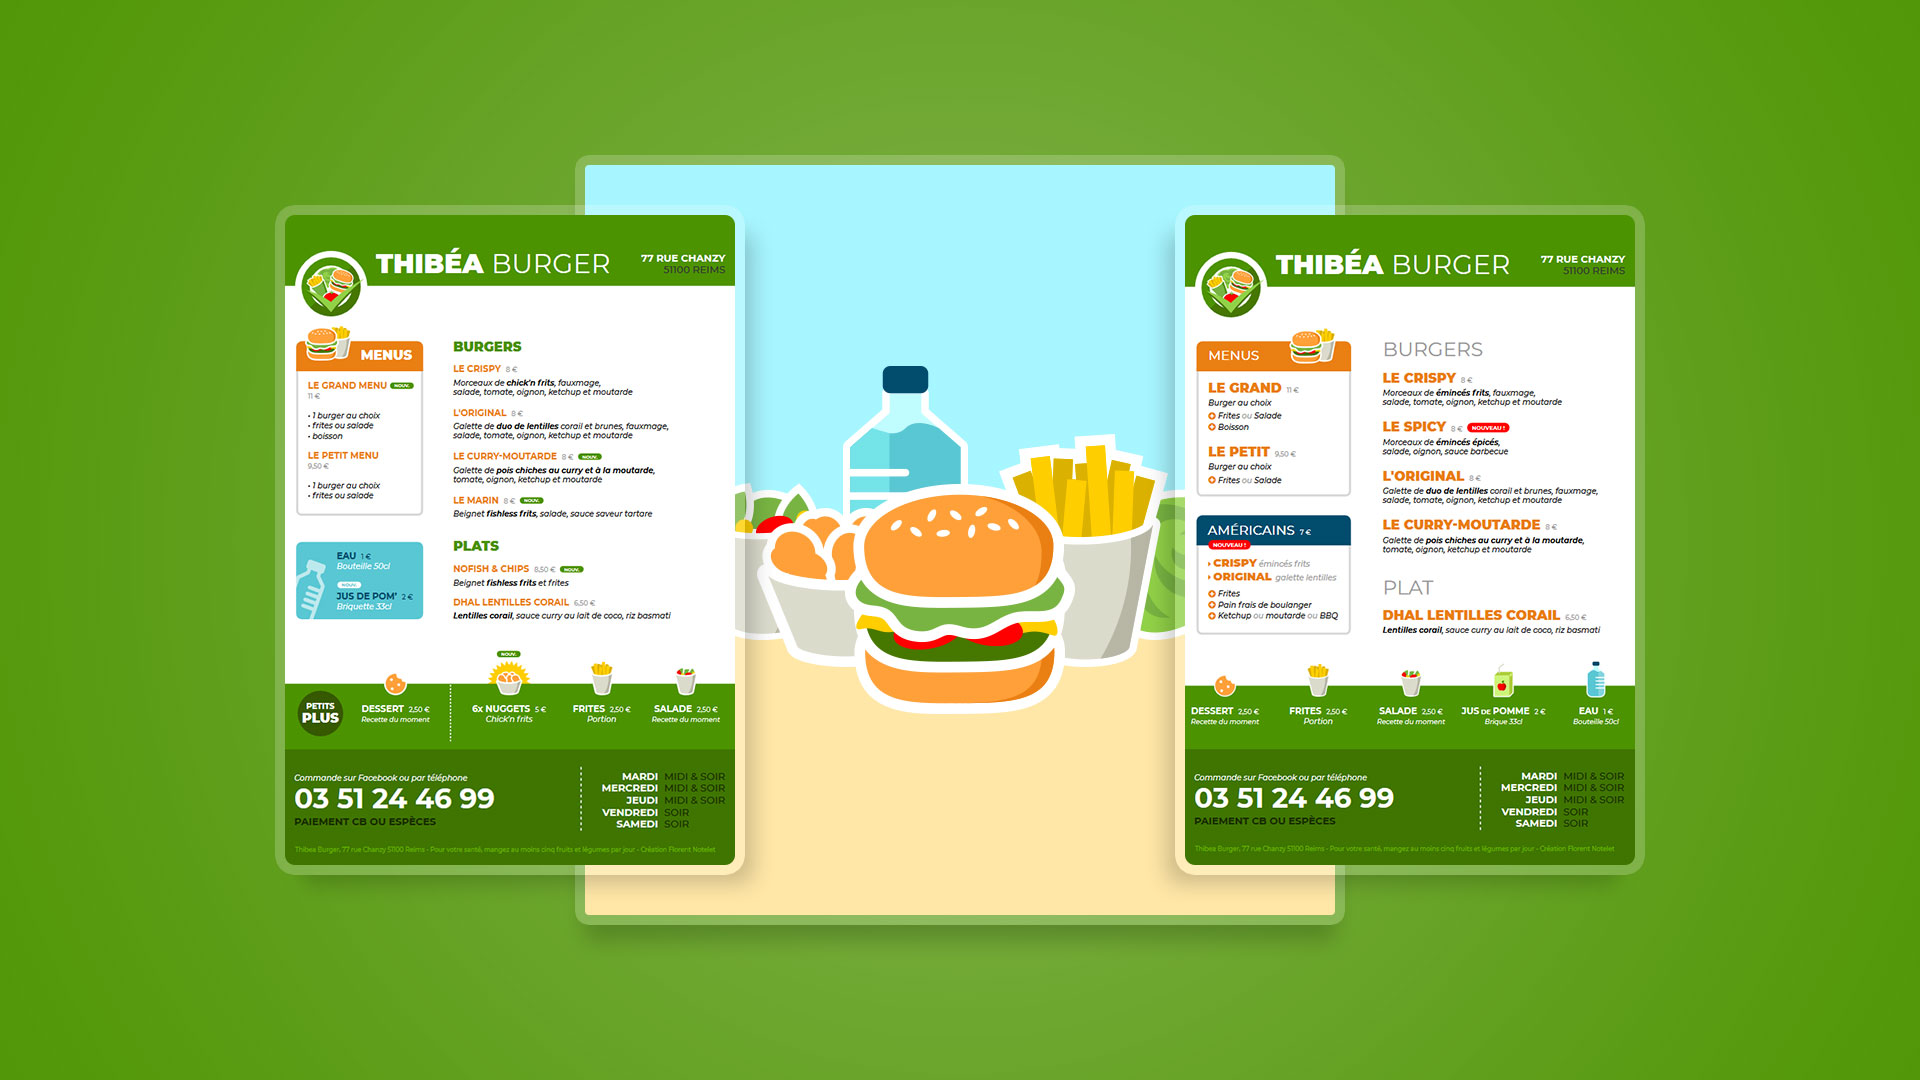 THIBÉA BURGER
77 RUE CHANZY
51100 REIMS
MENUS
LE GRAND MENU NOUV.
11 €
• 1 burger au choix
• frites ou salade
• boisson
LE PETIT MENU
9,50 €
• 1 burger au choix
• frites ou salade
EAU 1 €
Bouteille 50cl
NOUV.
JUS DE POM' 2 €
Briquette 33cl
BURGERS
LE CRISPY 8 €
Morceaux de chick'n frits, fauxmage,
salade, tomate, oignon, ketchup et moutarde
L'ORIGINAL 8 €
Galette de duo de lentilles corail et brunes, fauxmage,
salade, tomate, oignon, ketchup et moutarde
LE CURRY-MOUTARDE 8 € NOUV.
Galette de pois chiches au curry et à la moutarde,
tomate, oignon, ketchup et moutarde
LE MARIN 8 € NOUV.
Beignet fishless frits, salade, sauce saveur tartare
PLATS
NOFISH & CHIPS 8,50 € NOUV.
Beignet fishless frits et frites
DHAL LENTILLES CORAIL 6,50 €
Lentilles corail, sauce curry au lait de coco, riz basmati
PETITS
PLUS
DESSERT 2,50 €
Recette du moment
NOUV.
6x NUGGETS 5 €
Chick'n frits
FRITES 2,50 €
Portion
SALADE 2,50 €
Recette du moment
Commande sur Facebook ou par téléphone
03 51 24 46 99
PAIEMENT CB OU ESPÈCES
MARDI MIDI & SOIR
MERCREDI MIDI & SOIR
JEUDI MIDI & SOIR
VENDREDI SOIR
SAMEDI SOIR
Thibea Burger, 77 rue Chanzy 51100 Reims - Pour votre santé, mangez au moins cinq fruits et légumes par jour - Création Florent Notelet
THIBÉA BURGER
77 RUE CHANZY
51100 REIMS
MENUS
LE GRAND 11 €
Burger au choix
Frites ou Salade
Boisson
LE PETIT 9,50 €
Burger au choix
Frites ou Salade
AMÉRICAINS 7 €
NOUVEAU !
CRISPY émincés frits
ORIGINAL galette lentilles
Frites
Pain frais de boulanger
Ketchup ou moutarde ou BBQ
BURGERS
LE CRISPY 8 €
Morceaux de émincés frits, fauxmage,
salade, tomate, oignon, ketchup et moutarde
LE SPICY 8 € NOUVEAU !
Morceaux de émincés épicés,
salade, oignon, sauce barbecue
L'ORIGINAL 8 €
Galette de duo de lentilles corail et brunes, fauxmage,
salade, tomate, oignon, ketchup et moutarde
LE CURRY-MOUTARDE 8 €
Galette de pois chiches au curry et à la moutarde,
tomate, oignon, ketchup et moutarde
PLAT
DHAL LENTILLES CORAIL 6,50 €
Lentilles corail, sauce curry au lait de coco, riz basmati
DESSERT 2,50 €
Recette du moment
FRITES 2,50 €
Portion
SALADE 2,50 €
Recette du moment
JUS DE POMME 2 €
Brique 33cl
EAU 1 €
Bouteille 50cl
Commande sur Facebook ou par téléphone
03 51 24 46 99
PAIEMENT CB OU ESPÈCES
MARDI MIDI & SOIR
MERCREDI MIDI & SOIR
JEUDI MIDI & SOIR
VENDREDI SOIR
SAMEDI SOIR
Thibea Burger, 77 rue Chanzy 51100 Reims - Pour votre santé, mangez au moins cinq fruits et légumes par jour - Création Florent Notelet